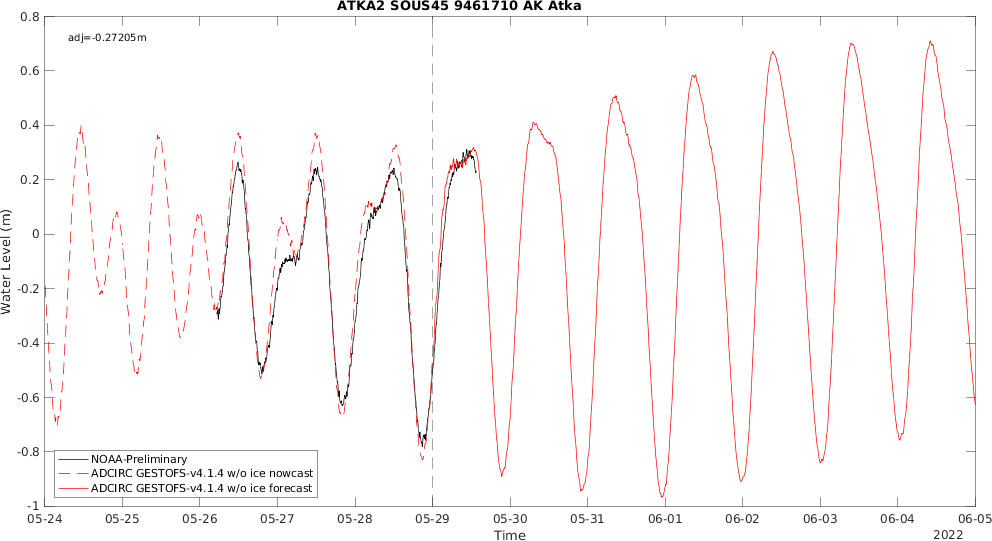 ATKA2 SOUS45 9461710 AK Atka
adj=-0.27205m
0.8
0.6
0.4
0.2
0
-0.2
-0.4
-0.6
-0.8
-1
Water Level (m)
NOAA-Preliminary
ADCIRC GESTOFS-v4.1.4 w/o ice nowcast
ADCIRC GESTOFS-v4.1.4 w/o ice forecast
05-24 05-25 05-26 05-27 05-28 05-29 05-30 05-31 06-01 06-02 06-03 06-04 06-05
Time
2022